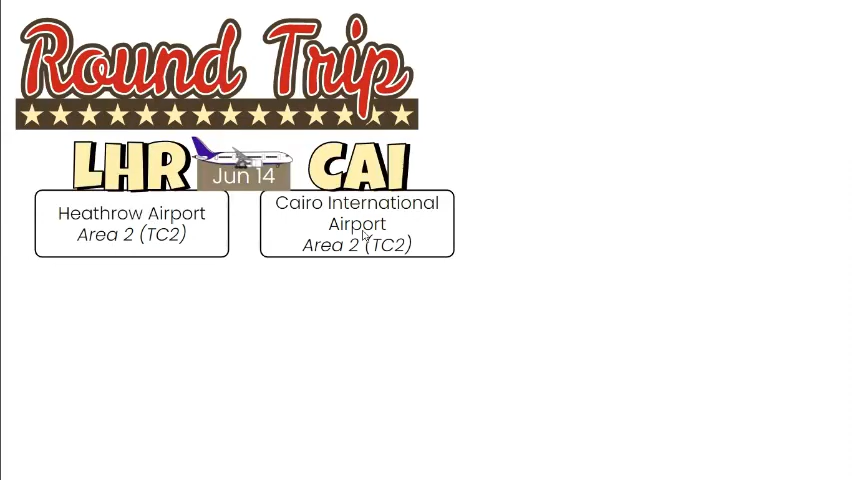 Round Trip
LHR Jun 14 CAI
Heathrow Airport
Area 2 (TC2)
Cairo International
Airport
Area 2 (TC2)